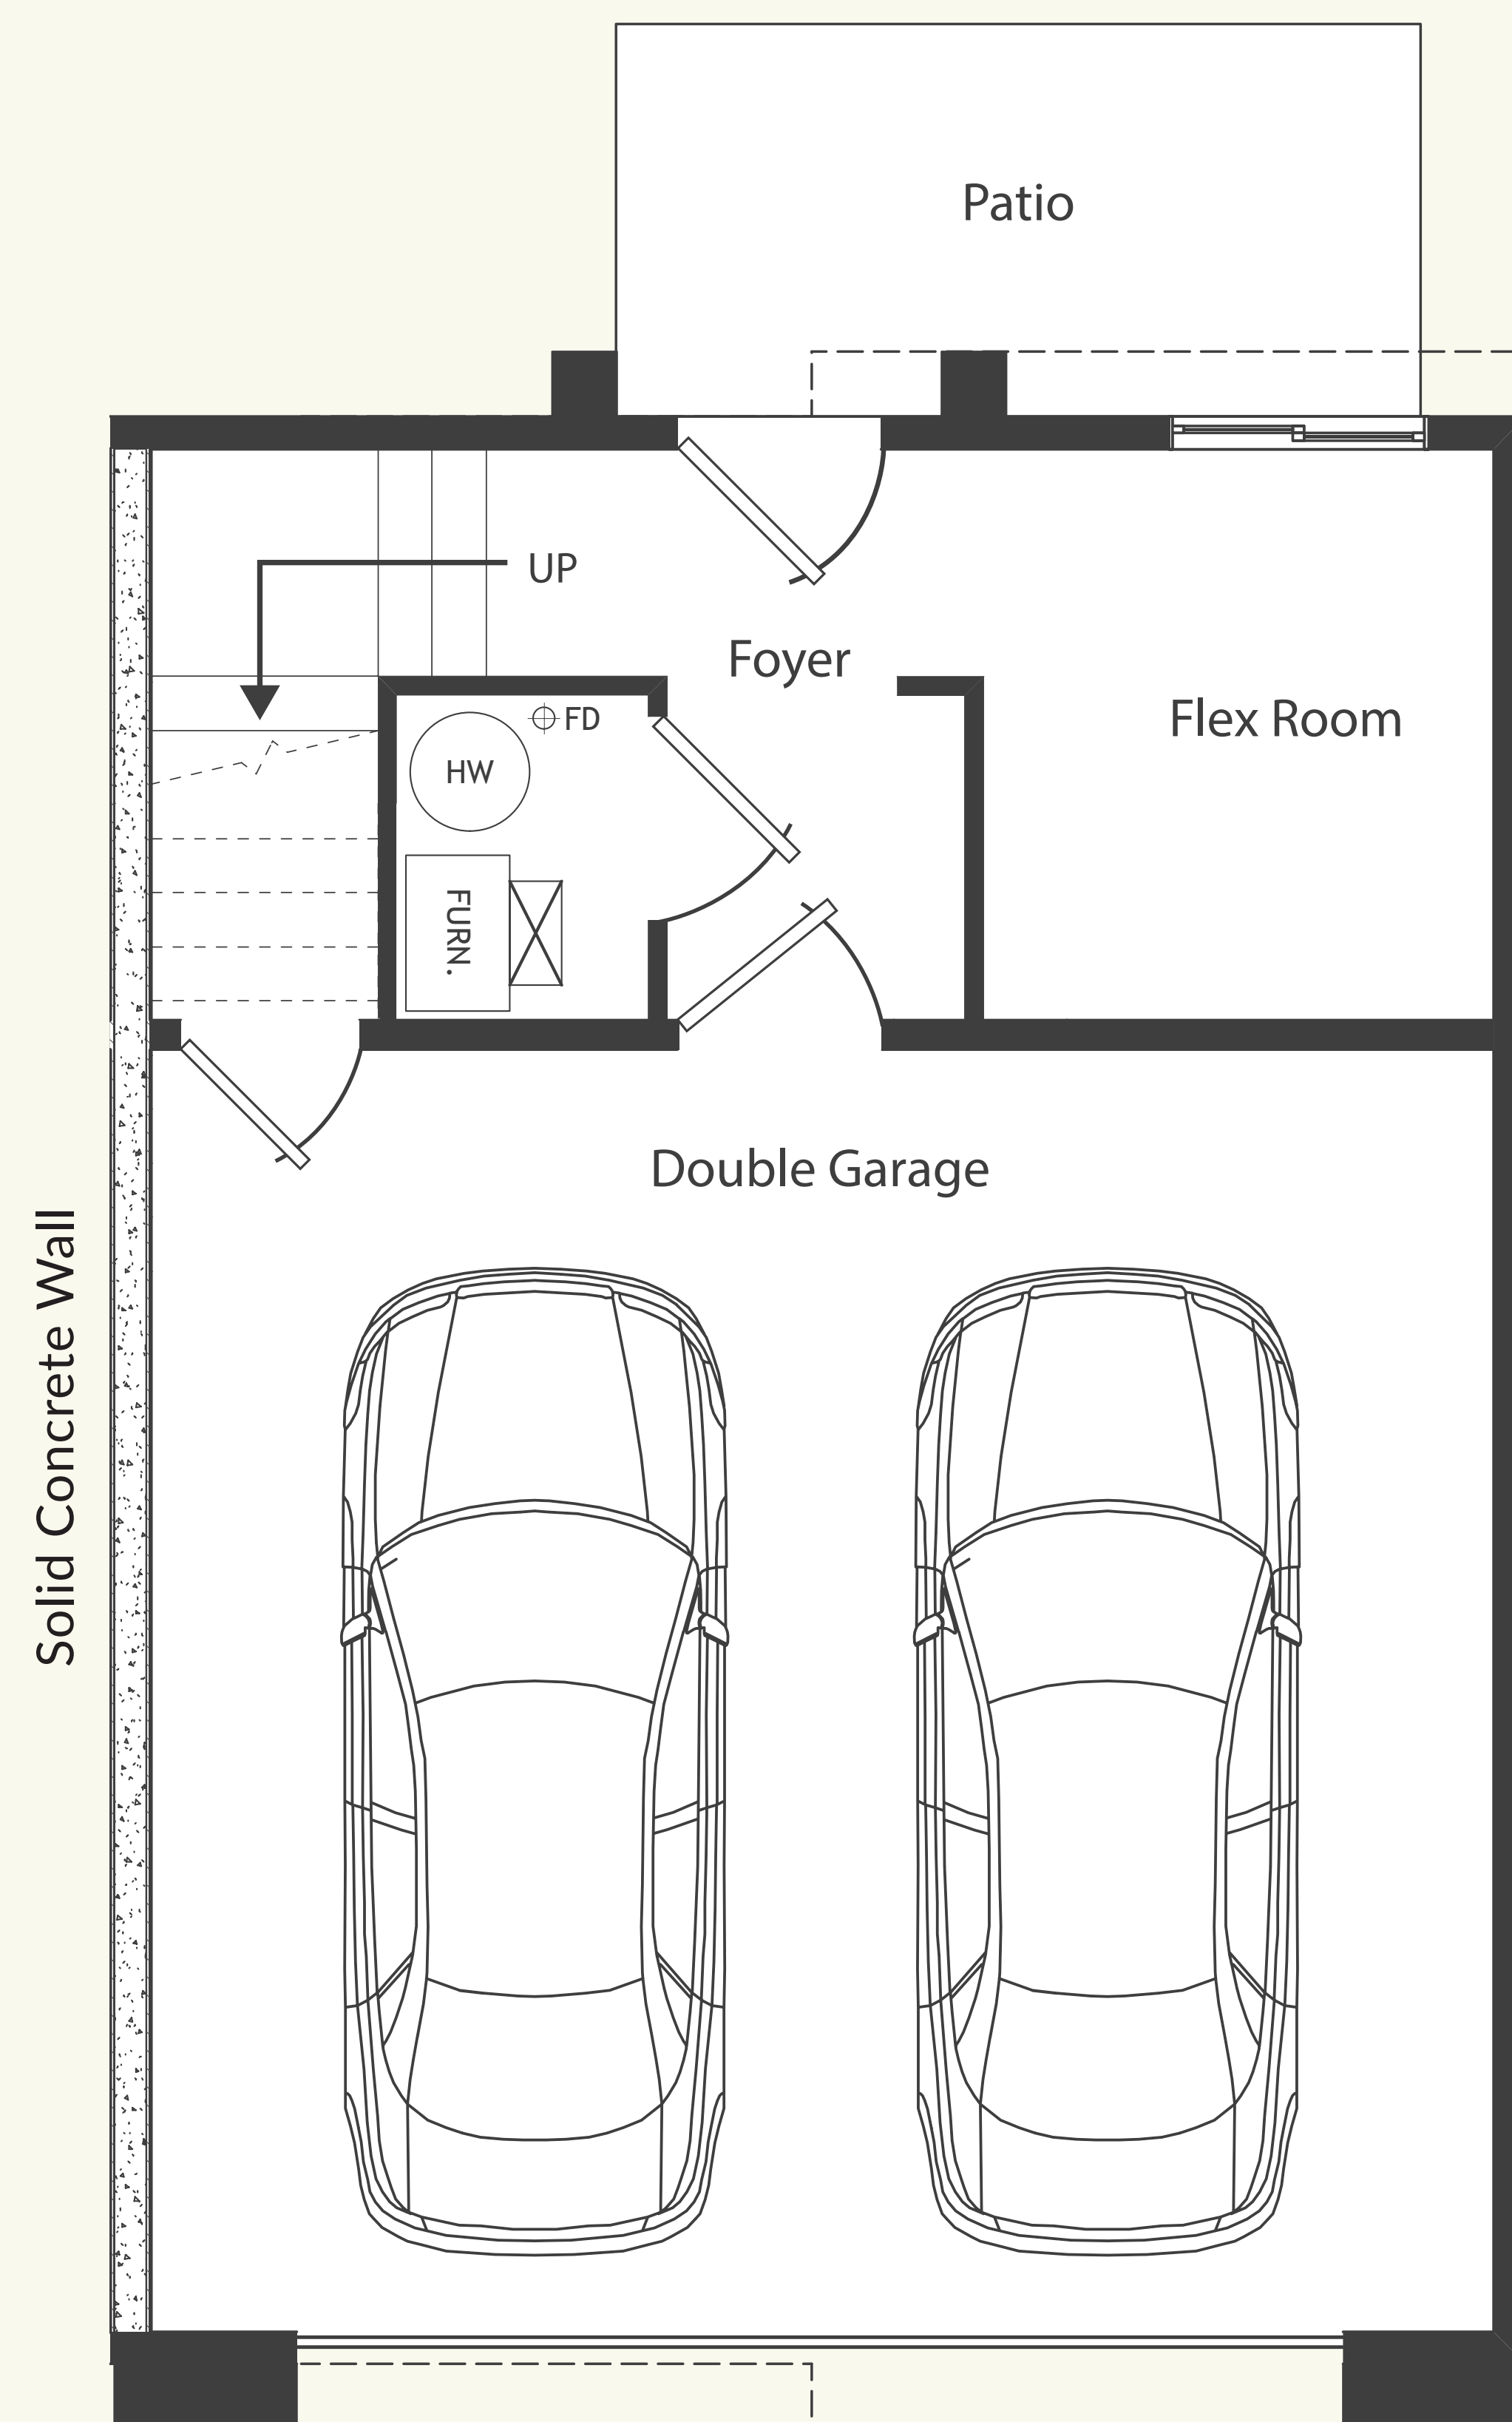 Patio
UP
Foyer
Flex Room
FD
HW
FURN.
Double Garage
Solid Concrete Wall